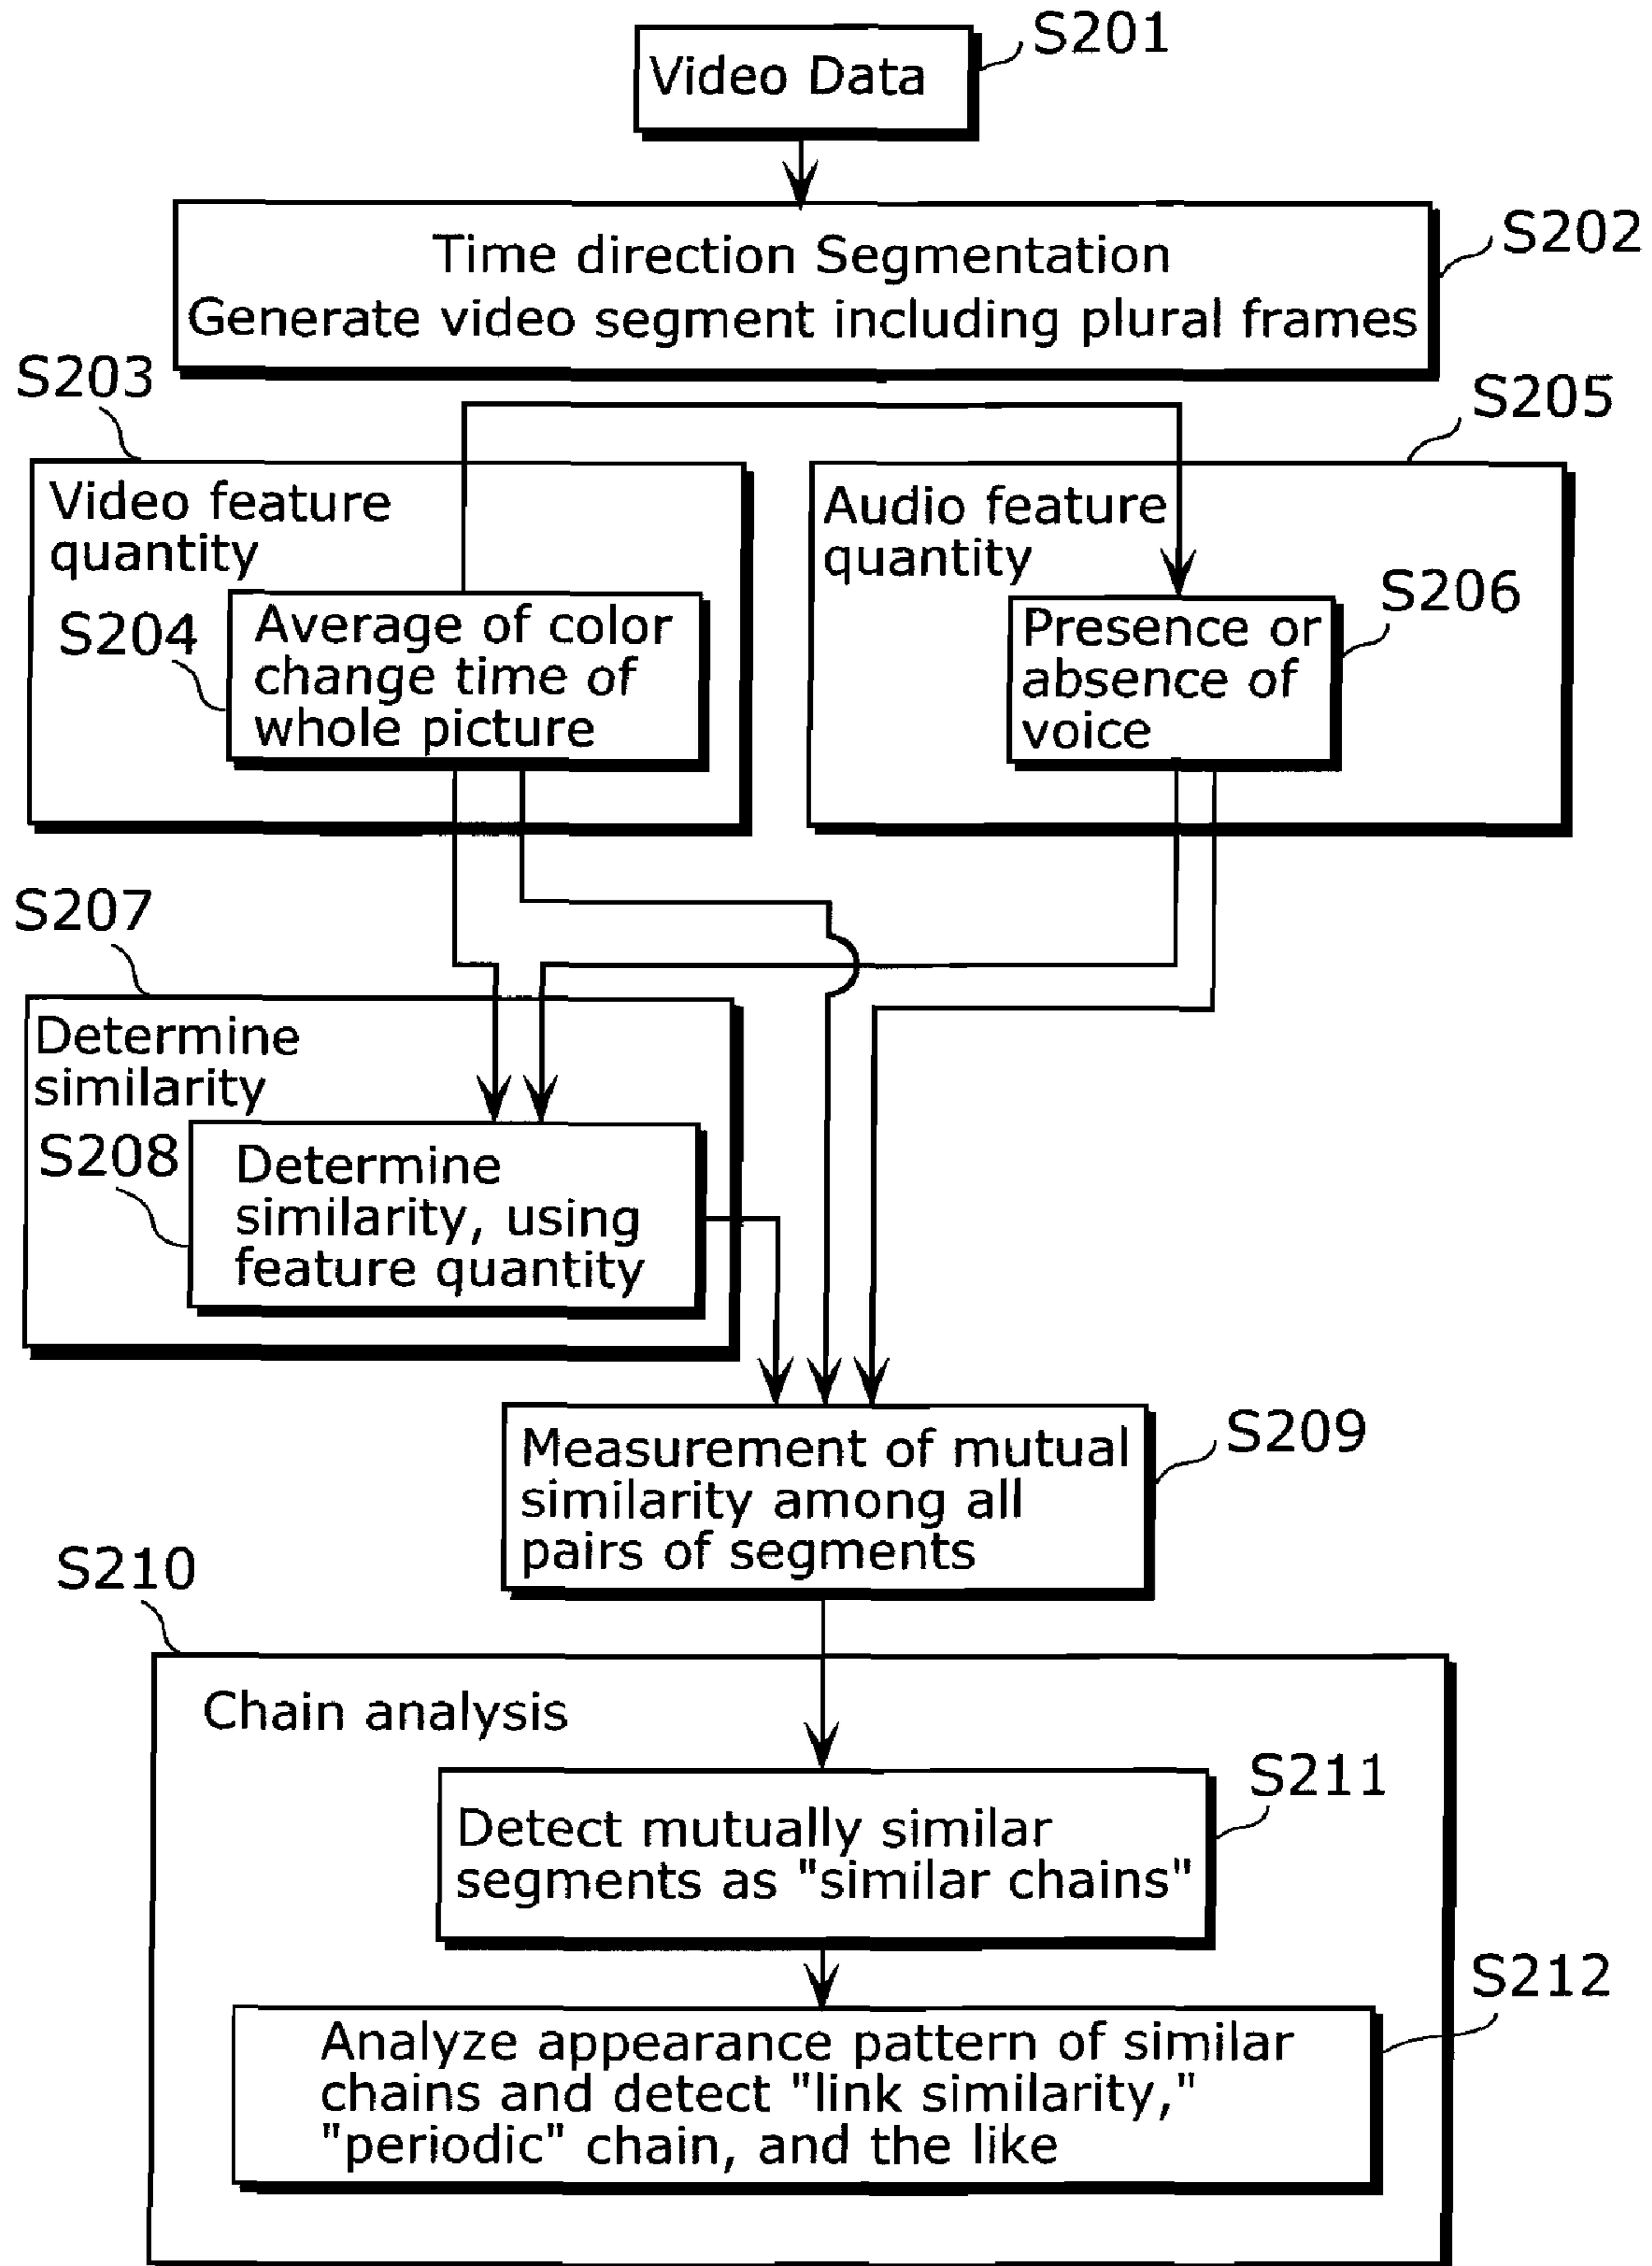 Video Data
S201
Time direction Segmentation
Generate video segment including plural frames
S202
S203
Video feature
quantity
S204
Average of color
change time of
whole picture
S205
Audio feature
quantity
S206
Presence or
absence of
voice
S207
Determine
similarity
S208
Determine
similarity, using
feature quantity
Measurement of mutual
similarity among all
pairs of segments
S209
S210
Chain analysis
S211
Detect mutually similar
segments as "similar chains"
S212
Analyze appearance pattern of similar
chains and detect "link similarity,"
"periodic" chain, and the like